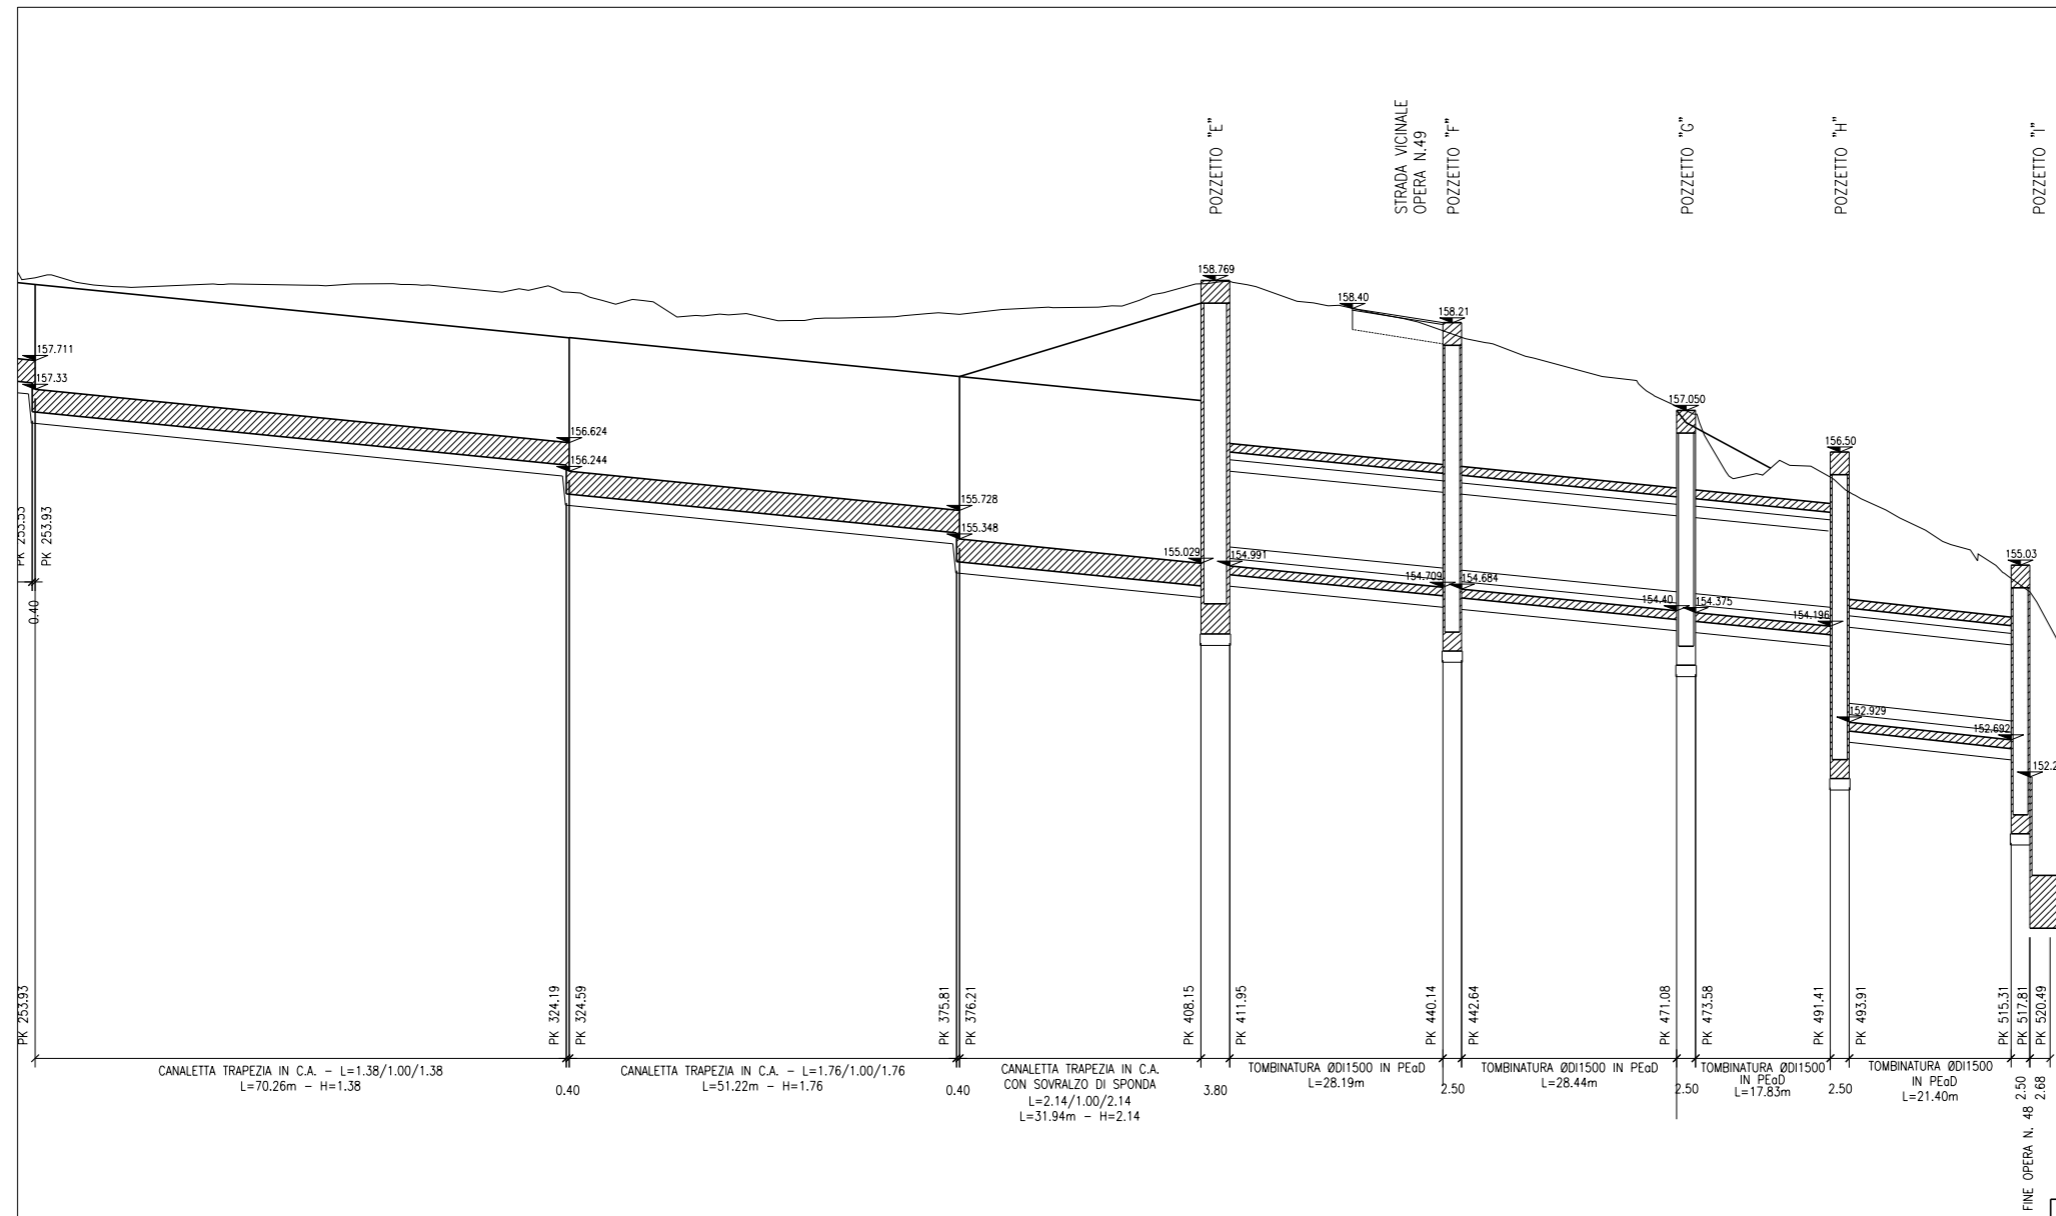 POZZETTO "E"
STRADA VICINALE
OPERA N.49
POZZETTO "F"
POZZETTO "G"
POZZETTO "H"
POZZETTO "I"
158.769
158.40
158.21
157.050
156.50
155.03
157.711
157.33
156.624
156.244
155.728
155.348
155.029
154.991
154.709
154.684
154.40
154.375
154.196
152.929
152.692
152.2
PK 253.53
PK 253.93
0.40
PK 253.93
PK 324.19
PK 324.59
PK 375.81
PK 376.21
PK 408.15
PK 411.95
PK 440.14
PK 442.64
PK 471.08
PK 473.58
PK 491.41
PK 493.91
PK 515.31
PK 517.81
PK 520.49
CANALETTA TRAPEZIA IN C.A. - L=1.38/1.00/1.38
L=70.26m - H=1.38
0.40
CANALETTA TRAPEZIA IN C.A. - L=1.76/1.00/1.76
L=51.22m - H=1.76
0.40
CANALETTA TRAPEZIA IN C.A.
CON SOVRALZO DI SPONDA
L=2.14/1.00/2.14
L=31.94m - H=2.14
3.80
TOMBINATURA ØDI1500 IN PEaD
L=28.19m
2.50
TOMBINATURA ØDI1500 IN PEaD
L=28.44m
2.50
TOMBINATURA ØDI1500
IN PEaD
L=17.83m
2.50
TOMBINATURA ØDI1500
IN PEaD
L=21.40m
2.50
2.68
FINE OPERA N. 48